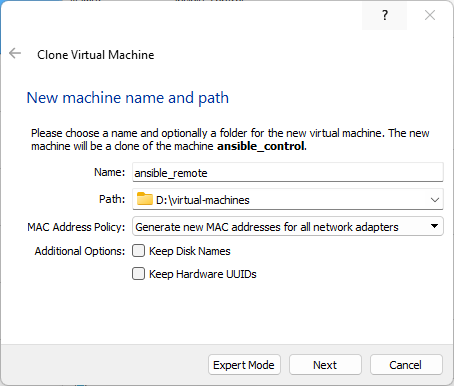 ?
Clone Virtual Machine
New machine name and path
Please choose a name and optionally a folder for the new virtual machine. The new
machine will be a clone of the machine ansible_control.
Name: ansible_remote
Path: D:\virtual-machines
MAC Address Policy: Generate new MAC addresses for all network adapters
Additional Options: Keep Disk Names
Keep Hardware UUIDs
Expert Mode Next Cancel